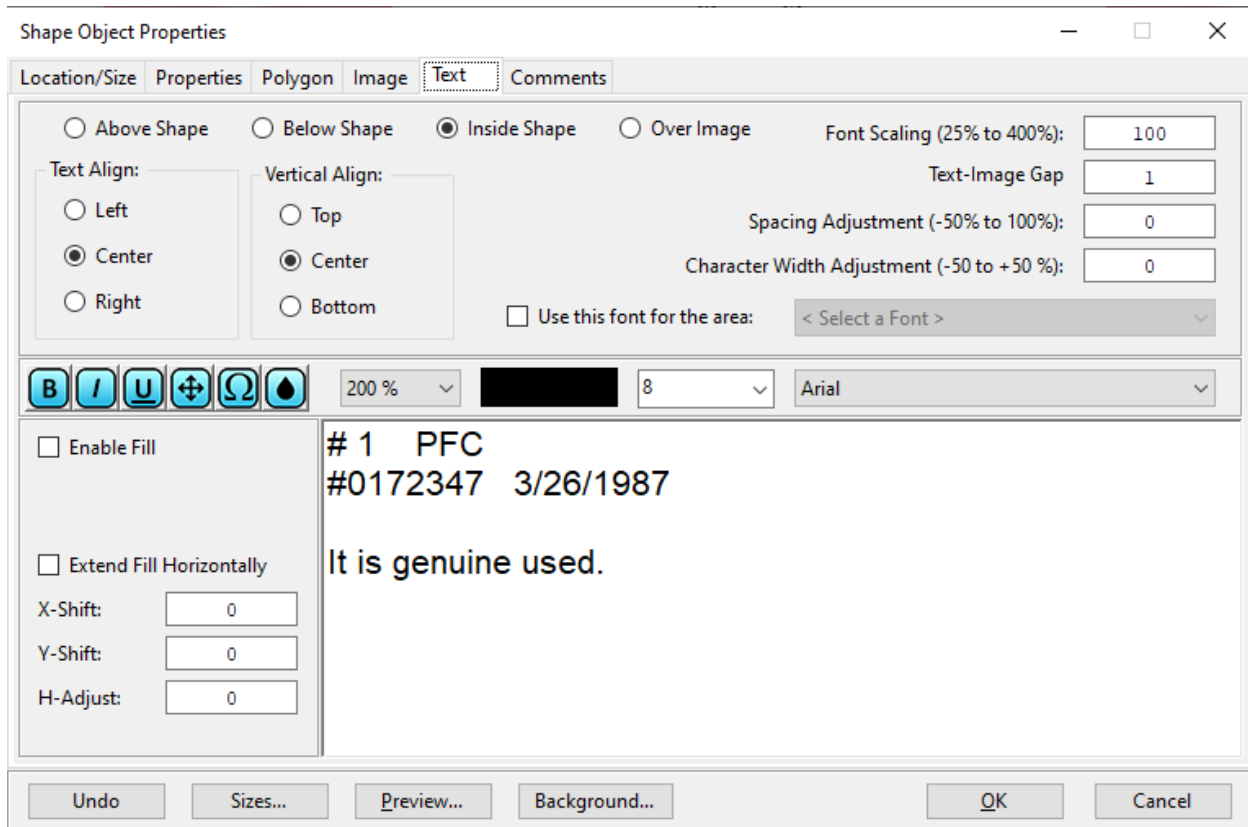 Shape Object Properties
Location/Size Properties Polygon Image Text Comments
Above Shape Below Shape Inside Shape Over Image Font Scaling (25% to 400%): 100
Text Align: Vertical Align: Text-Image Gap 1
Left Top Spacing Adjustment (-50% to 100%): 0
Center Center Character Width Adjustment (-50 to +50 %): 0
Right Bottom Use this font for the area: < Select a Font >
B I U Ω 200 % 8 Arial
Enable Fill
# 1 PFC
#0172347 3/26/1987
It is genuine used.
Extend Fill Horizontally
X-Shift: 0
Y-Shift: 0
H-Adjust: 0
Undo Sizes... Preview... Background... OK Cancel